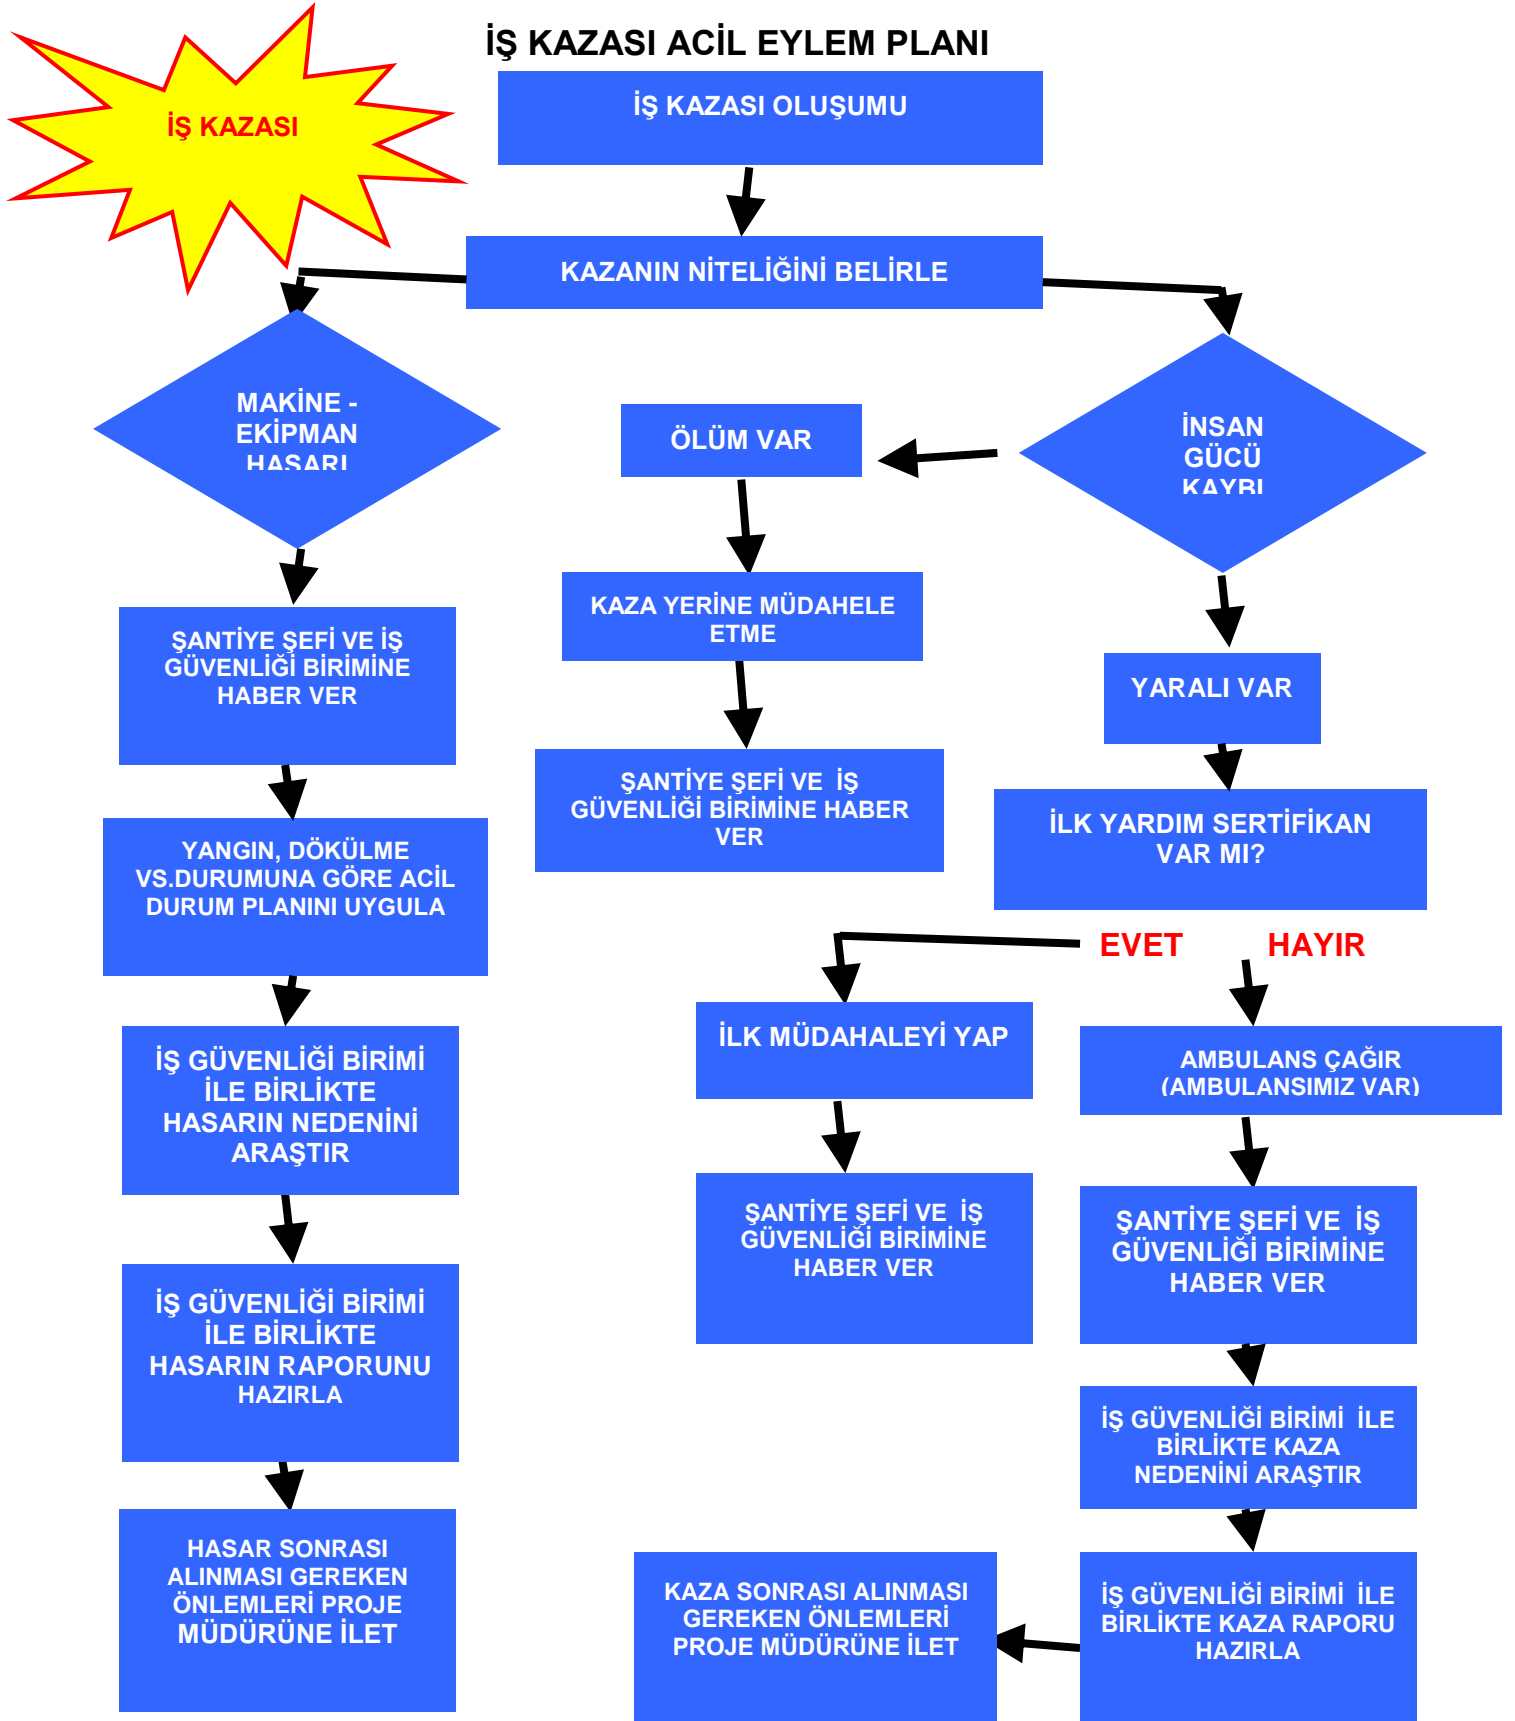 İŞ KAZASI ACİL EYLEM PLANI
İŞ KAZASI
İŞ KAZASI OLUŞUMU
KAZANIN NİTELİĞİNİ BELİRLE
MAKİNE -
EKİPMAN
HASARI
ÖLÜM VAR
İNSAN
GÜCÜ
KAYBI
KAZA YERİNE MÜDAHELE
ETME
ŞANTİYE ŞEFİ VE İŞ
GÜVENLİĞİ BİRİMİNE
HABER VER
YARALI VAR
ŞANTİYE ŞEFİ VE İŞ
GÜVENLİĞİ BİRİMİNE HABER
VER
İLK YARDIM SERTİFİKAN
VAR MI?
YANGIN, DÖKÜLME
VS.DURUMUNA GÖRE ACİL
DURUM PLANINI UYGULA
EVET HAYIR
İLK MÜDAHALEYİ YAP
AMBULANS ÇAĞIR
(AMBULANSIMIZ VAR)
İŞ GÜVENLİĞİ BİRİMİ
İLE BİRLİKTE
HASARIN NEDENİNİ
ARAŞTIR
ŞANTİYE ŞEFİ VE İŞ
GÜVENLİĞİ BİRİMİNE
HABER VER
ŞANTİYE ŞEFİ VE İŞ
GÜVENLİĞİ BİRİMİNE
HABER VER
İŞ GÜVENLİĞİ BİRİMİ
İLE BİRLİKTE
HASARIN RAPORUNU
HAZIRLA
İŞ GÜVENLİĞİ BİRİMİ İLE
BİRLİKTE KAZA
NEDENİNİ ARAŞTIR
HASAR SONRASI
ALINMASI GEREKEN
ÖNLEMLERİ PROJE
MÜDÜRÜNE İLET
KAZA SONRASI ALINMASI
GEREKEN ÖNLEMLERİ
PROJE MÜDÜRÜNE İLET
İŞ GÜVENLİĞİ BİRİMİ İLE
BİRLİKTE KAZA RAPORU
HAZIRLA